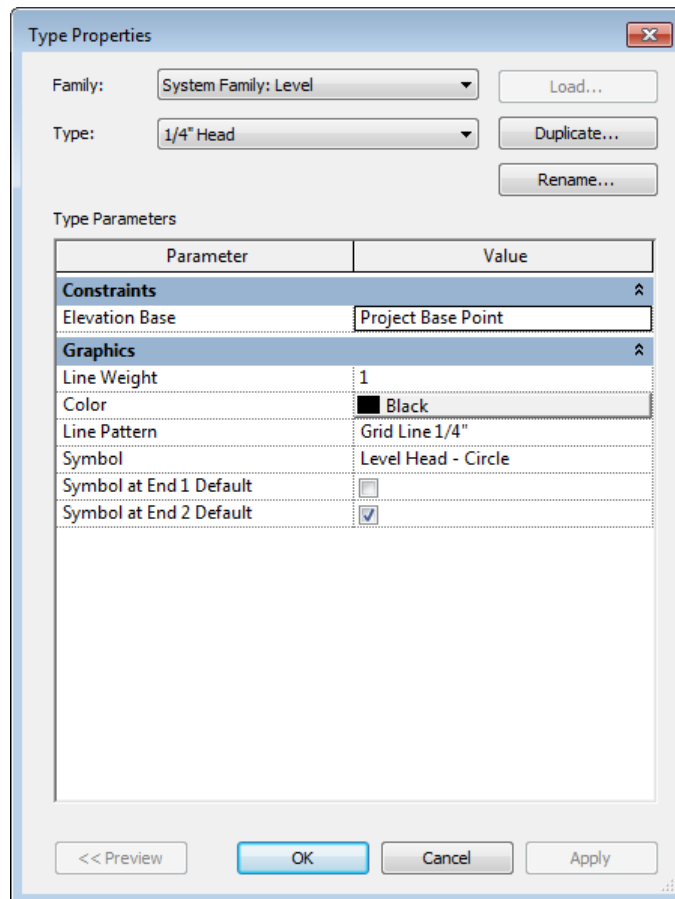 Type Properties
Family: System Family: Level Load...
Type: 1/4" Head Duplicate...
Rename...
Type Parameters
Parameter Value
Constraints
Elevation Base Project Base Point
Graphics
Line Weight 1
Color Black
Line Pattern Grid Line 1/4"
Symbol Level Head - Circle
Symbol at End 1 Default
Symbol at End 2 Default
<< Preview OK Cancel Apply